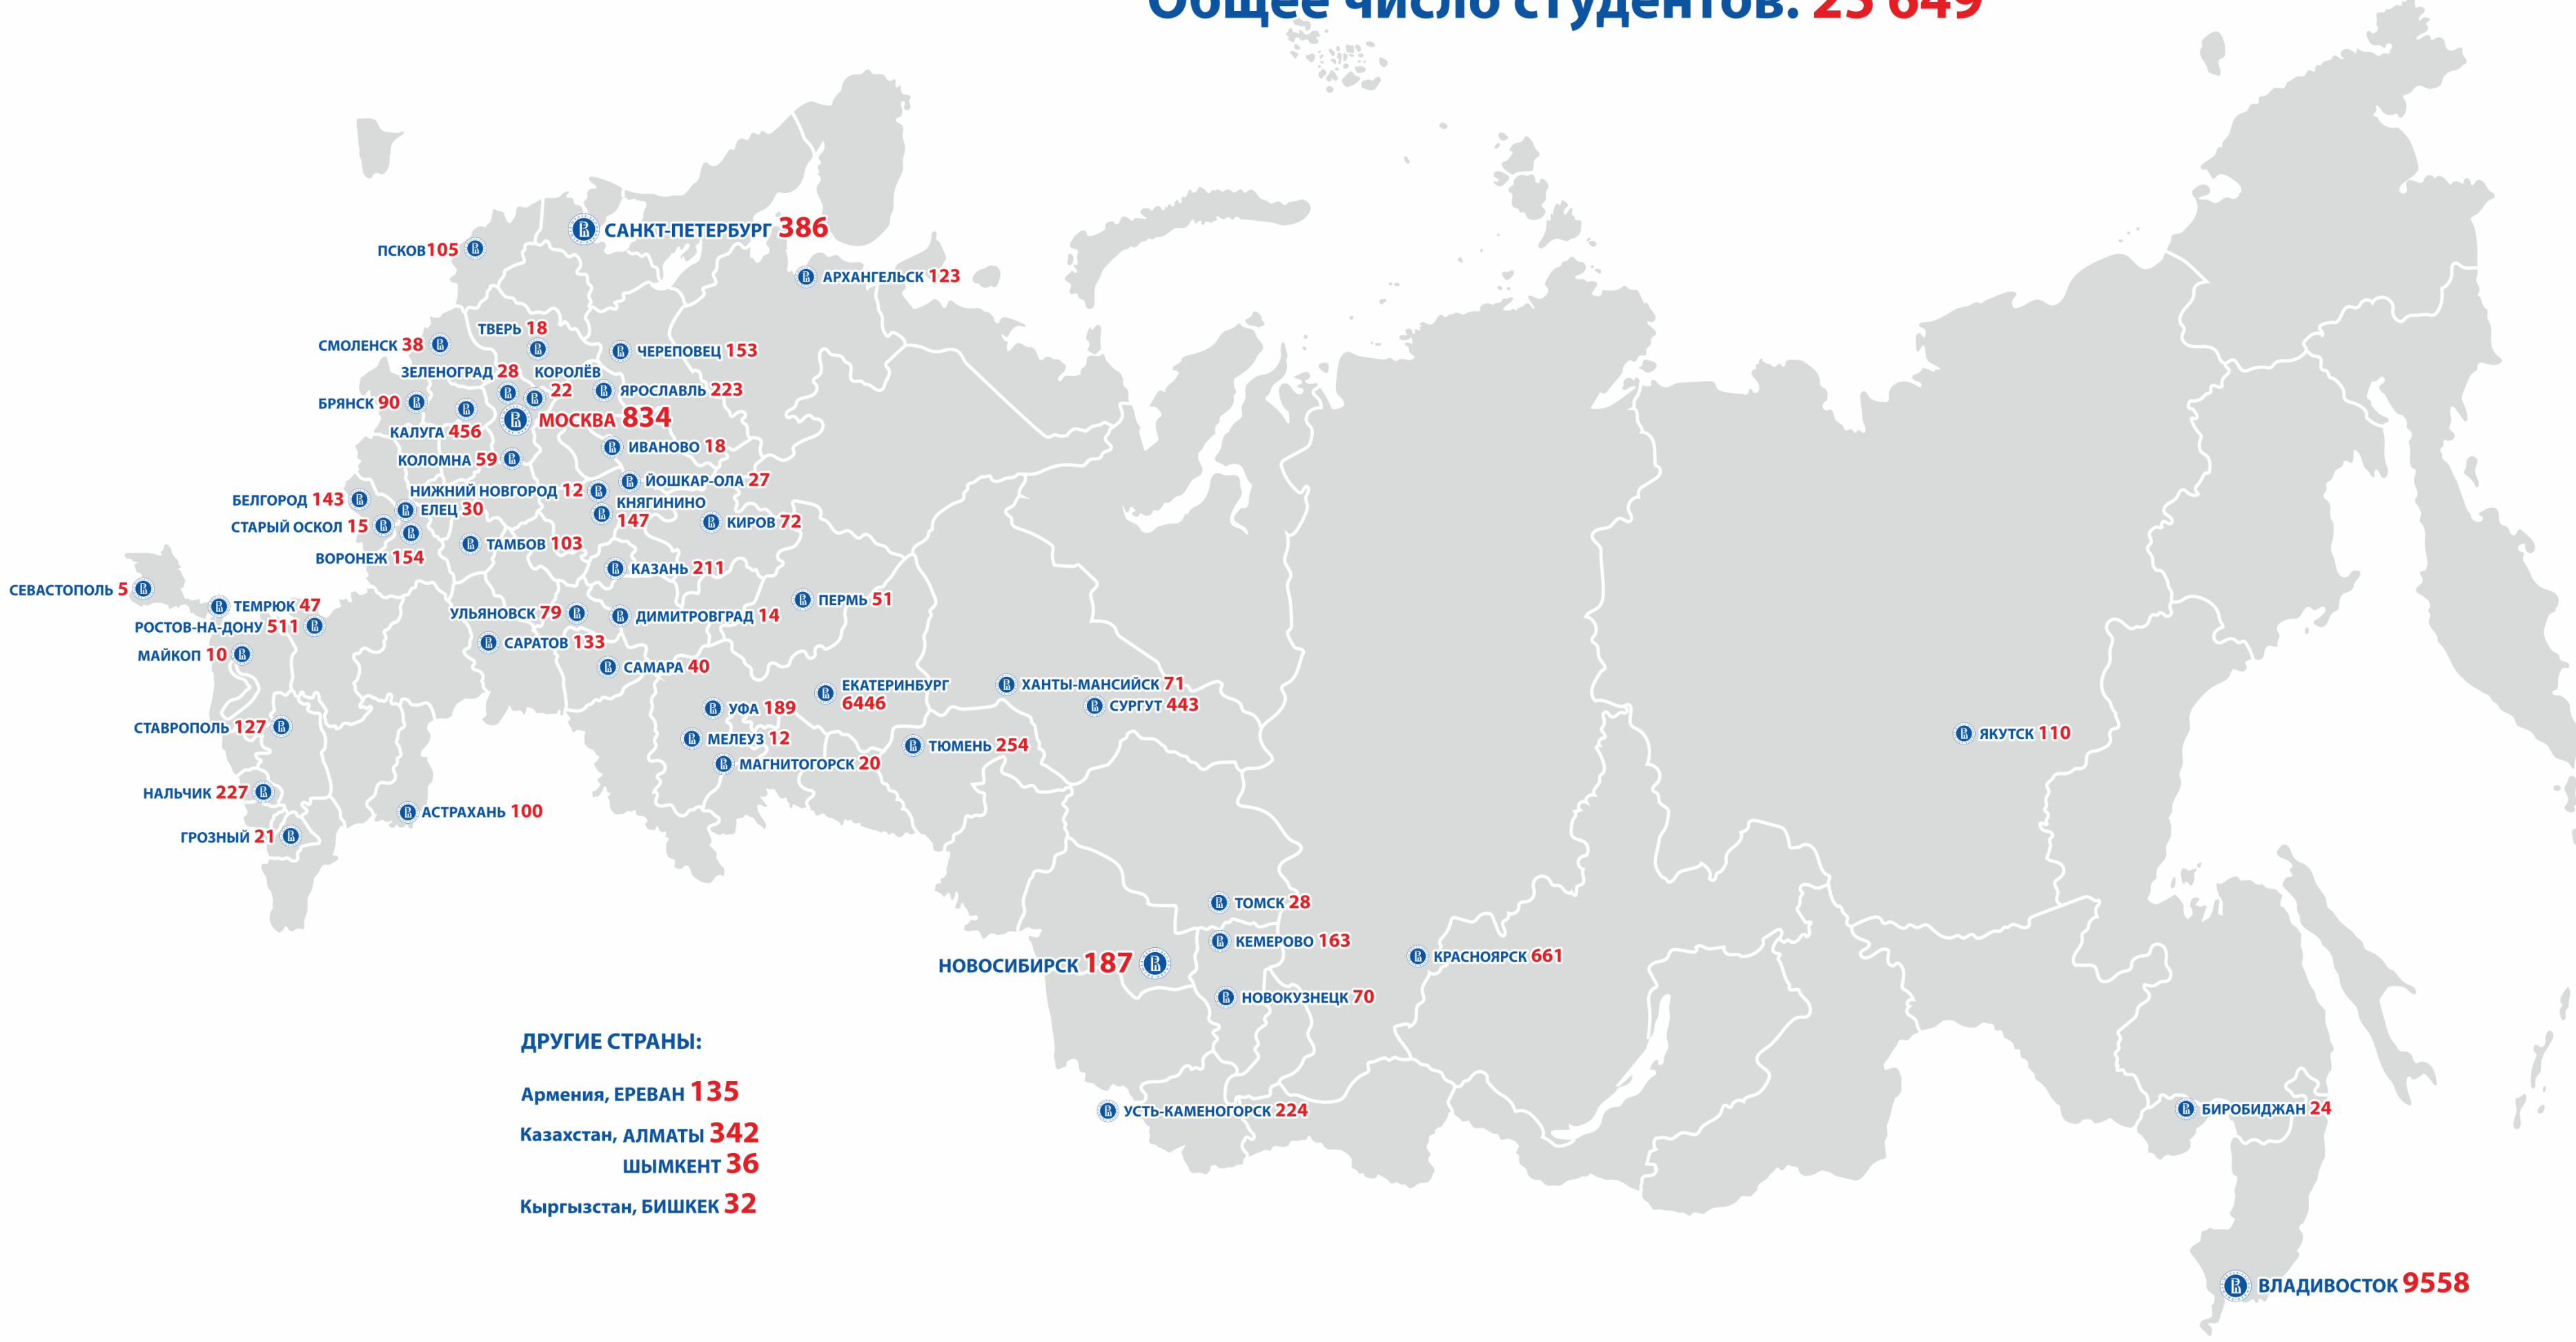 Общее число студентов: 25 649
САНКТ-ПЕТЕРБУРГ 386
ПСКОВ 105
АРХАНГЕЛЬСК 123
ТВЕРЬ 18
СМОЛЕНСК 38
ЧЕРЕПОВЕЦ 153
ЗЕЛЕНОГРАД 28
КОРОЛЁВ
22
ЯРОСЛАВЛЬ 223
БРЯНСК 90
МОСКВА 834
КАЛУГА 456
ИВАНОВО 18
КОЛОМНА 59
ЙОШКАР-ОЛА 27
НИЖНИЙ НОВГОРОД 12
БЕЛГОРОД 143
КНЯГИНИНО
147
ЕЛЕЦ 30
КИРОВ 72
СТАРЫЙ ОСКОЛ 15
ТАМБОВ 103
ВОРОНЕЖ 154
КАЗАНЬ 211
СЕВАСТОПОЛЬ 5
ПЕРМЬ 51
ТЕМРЮК 47
УЛЬЯНОВСК 79
ДИМИТРОВГРАД 14
РОСТОВ-НА-ДОНУ 511
САРАТОВ 133
МАЙКОП 10
САМАРА 40
ЕКАТЕРИНБУРГ
6446
ХАНТЫ-МАНСИЙСК 71
СУРГУТ 443
УФА 189
СТАВРОПОЛЬ 127
ЯКУТСК 110
МЕЛЕУЗ 12
ТЮМЕНЬ 254
МАГНИТОГОРСК 20
НАЛЬЧИК 227
АСТРАХАНЬ 100
ГРОЗНЫЙ 21
ТОМСК 28
КЕМЕРОВО 163
КРАСНОЯРСК 661
НОВОСИБИРСК 187
НОВОКУЗНЕЦК 70
ДРУГИЕ СТРАНЫ:
Армения, ЕРЕВАН 135
Казахстан, АЛМАТЫ 342
ШЫМКЕНТ 36
Кыргызстан, БИШКЕК 32
УСТЬ-КАМЕНОГОРСК 224
БИРОБИДЖАН 24
ВЛАДИВОСТОК 9558